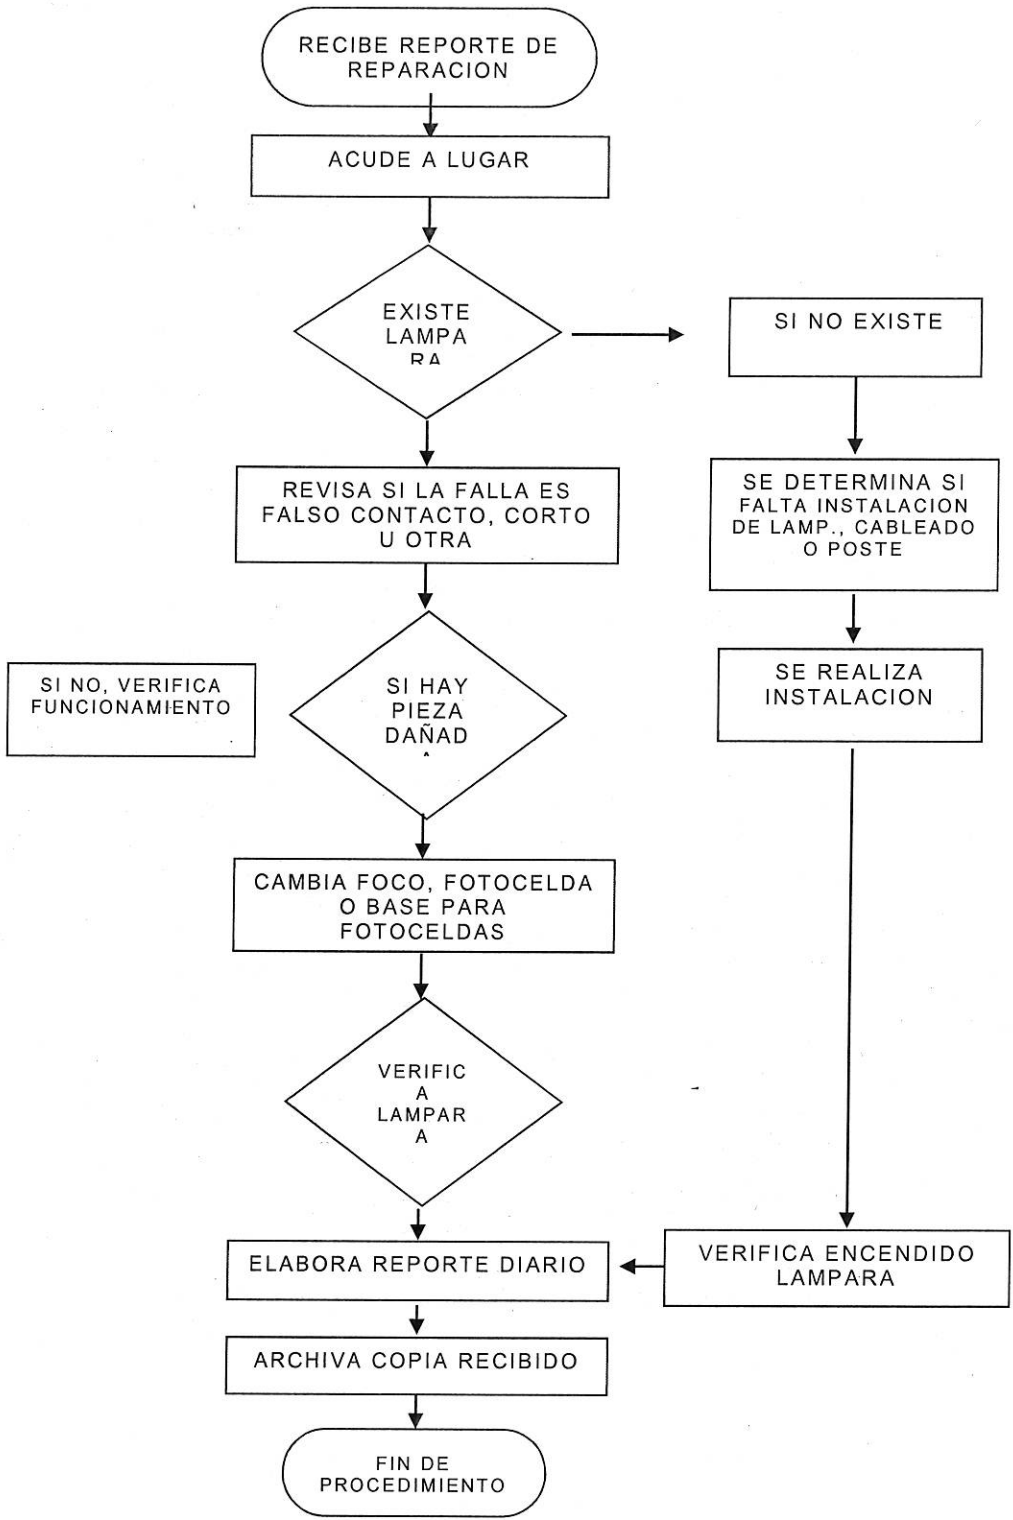 RECIBE REPORTE DE
REPARACION
ACUDE A LUGAR
EXISTE
LAMPA
RA
SI NO EXISTE
REVISA SI LA FALLA ES
FALSO CONTACTO, CORTO
U OTRA
SE DETERMINA SI
FALTA INSTALACION
DE LAMP., CABLEADO
O POSTE
SI NO, VERIFICA
FUNCIONAMIENTO
SI HAY
PIEZA
DAÑAD
SE REALIZA
INSTALACION
CAMBIA FOCO, FOTOCELDA
O BASE PARA
FOTOCELDAS
VERIFIC
A
LAMPAR
A
ELABORA REPORTE DIARIO
VERIFICA ENCENDIDO
LAMPARA
ARCHIVA COPIA RECIBIDO
FIN DE
PROCEDIMIENTO